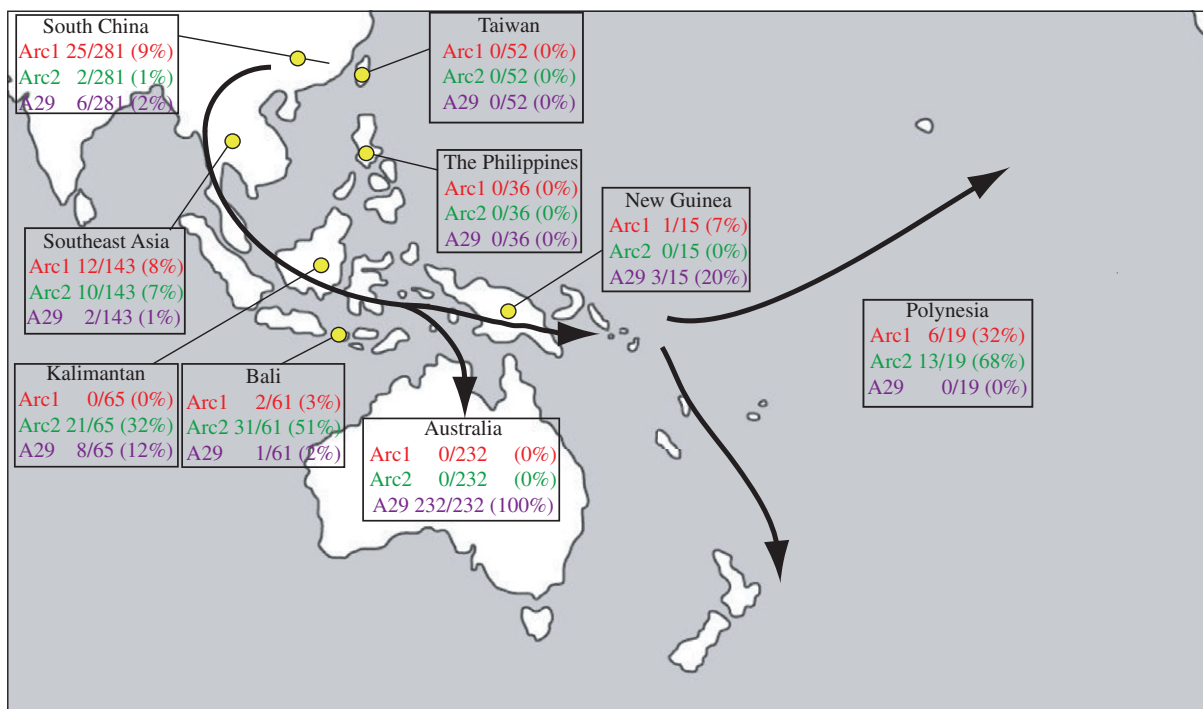 South China
Arc1 25/281 (9%)
Arc2 2/281 (1%)
A29 6/281 (2%)
Taiwan
Arc1 0/52 (0%)
Arc2 0/52 (0%)
A29 0/52 (0%)
The Philippines
Arc1 0/36 (0%)
Arc2 0/36 (0%)
A29 0/36 (0%)
New Guinea
Arc1 1/15 (7%)
Arc2 0/15 (0%)
A29 3/15 (20%)
Southeast Asia
Arc1 12/143 (8%)
Arc2 10/143 (7%)
A29 2/143 (1%)
Polynesia
Arc1 6/19 (32%)
Arc2 13/19 (68%)
A29 0/19 (0%)
Kalimantan
Arc1 0/65 (0%)
Arc2 21/65 (32%)
A29 8/65 (12%)
Bali
Arc1 2/61 (3%)
Arc2 31/61 (51%)
A29 1/61 (2%)
Australia
Arc1 0/232 (0%)
Arc2 0/232 (0%)
A29 232/232 (100%)